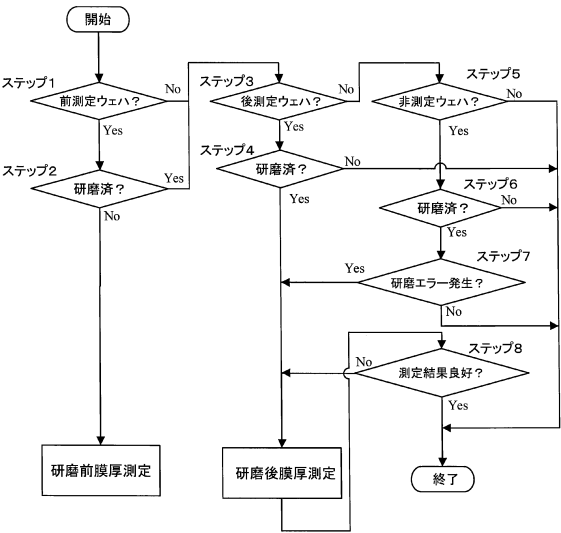 開始
ステップ1
前測定ウェハ？
No
Yes
ステップ2
研磨済？
Yes
No
研磨前膜厚測定
ステップ3
後測定ウェハ？
No
Yes
ステップ4
研磨済？
No
Yes
研磨後膜厚測定
ステップ5
非測定ウェハ？
No
Yes
ステップ6
研磨済？
No
Yes
ステップ7
研磨エラー発生？
Yes
No
ステップ8
測定結果良好？
No
Yes
終了